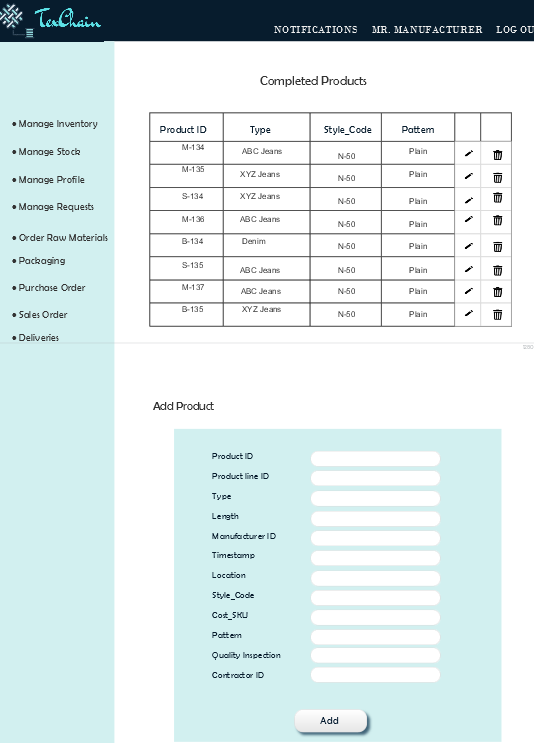 TexChain
NOTIFICATIONS MR. MANUFACTURER LOG OU
Completed Products
• Manage Inventory
• Manage Stock
• Manage Profile
• Manage Requests
• Order Raw Materials
• Packaging
• Purchase Order
• Sales Order
• Deliveries
Product ID Type Style_Code Pattern
M-134 ABC Jeans N-50 Plain
M-135 XYZ Jeans N-50 Plain
S-134 XYZ Jeans N-50 Plain
M-136 ABC Jeans N-50 Plain
B-134 Denim N-50 Plain
S-135 ABC Jeans N-50 Plain
M-137 ABC Jeans N-50 Plain
B-135 XYZ Jeans N-50 Plain
Add Product
Product ID
Product line ID
Type
Length
Manufacturer ID
Timestamp
Location
Style_Code
Cost_SKU
Pattern
Quality Inspection
Contractor ID
Add